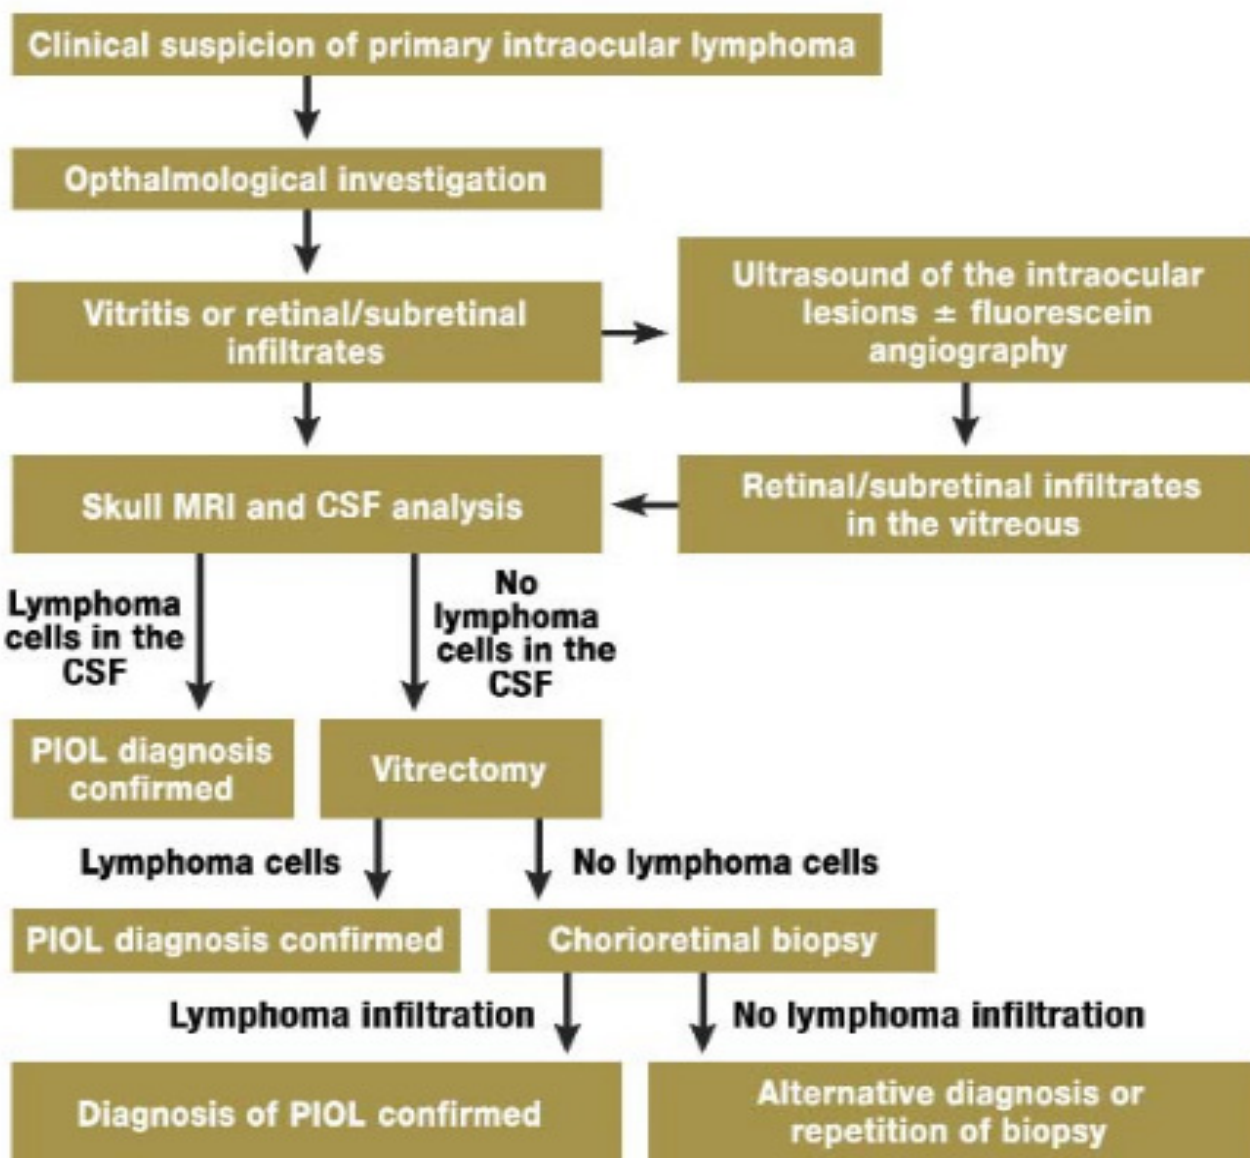 Clinical suspicion of primary intraocular lymphoma
Opthalmological investigation
Vitritis or retinal/subretinal
infiltrates
Ultrasound of the intraocular
lesions ± fluorescein
angiography
Skull MRI and CSF analysis
Retinal/subretinal infiltrates
in the vitreous
Lymphoma
cells in the
CSF
No
lymphoma
cells in the
CSF
PIOL diagnosis
confirmed
Vitrectomy
Lymphoma cells
No lymphoma cells
PIOL diagnosis confirmed
Chorioretinal biopsy
Lymphoma infiltration
No lymphoma infiltration
Diagnosis of PIOL confirmed
Alternative diagnosis or
repetition of biopsy